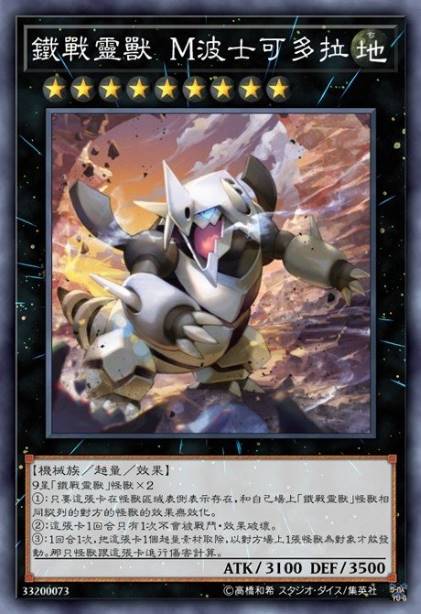 鐵戰靈獸 M波士可多拉
地
【機械族／超量／效果】
9星「鐵戰靈獸」怪獸×2
①:只要這張卡在怪獸區域表側表示存在,和自己場上「鐵戰靈獸」怪獸相
同縱列的對方的怪獸的效果無效化。
②:這張卡1回合只有1次不會被戰鬥・效果破壞。
③:1回合1次,把這張卡1個超量素材取除,以對方場上1張怪獸為對象才能發
動。那只怪獸跟這張卡進行傷害計算。
ATK / 3100 DEF / 3500
33200073
©高橋和希 スタジオ・ダイス/集英社